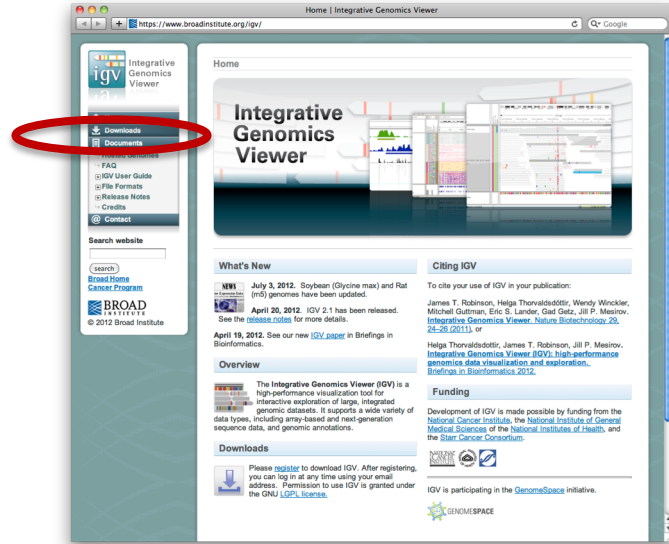 Home | Integrative Genomics Viewer
https://www.broadinstitute.org/igv/
Google
igv
Integrative
Genomics
Viewer
Downloads
Documents
Hosted Genomes
FAQ
IGV User Guide
File Formats
Release Notes
Credits
Contact
Search website
search
Broad Home
Cancer Program
BROAD
INSTITUTE
© 2012 Broad Institute
Home
Integrative
Genomics
Viewer
What's New
NEWS
July 3, 2012. Soybean (Glycine max) and Rat
(rn5) genomes have been updated.
April 20, 2012. IGV 2.1 has been released.
See the release notes for more details.
April 19, 2012. See our new IGV paper in Briefings in
Bioinformatics.
Overview
The Integrative Genomics Viewer (IGV) is a
high-performance visualization tool for
interactive exploration of large, integrated
genomic datasets. It supports a wide variety of
data types, including array-based and next-generation
sequence data, and genomic annotations.
Downloads
Please register to download IGV. After registering,
you can log in at any time using your email
address. Permission to use IGV is granted under
the GNU LGPL license.
Citing IGV
To cite your use of IGV in your publication:
James T. Robinson, Helga Thorvaldsdóttir, Wendy Winckler,
Mitchell Guttman, Eric S. Lander, Gad Getz, Jill P. Mesirov.
Integrative Genomics Viewer. Nature Biotechnology 29,
24–26 (2011), or
Helga Thorvaldsdóttir, James T. Robinson, Jill P. Mesirov.
Integrative Genomics Viewer (IGV): high-performance
genomics data visualization and exploration.
Briefings in Bioinformatics 2012.
Funding
Development of IGV is made possible by funding from the
National Cancer Institute, the National Institute of General
Medical Sciences of the National Institutes of Health, and
the Starr Cancer Consortium.
NATIONAL
CANCER
INSTITUTE
IGV is participating in the GenomeSpace initiative.
GENOMESPACE